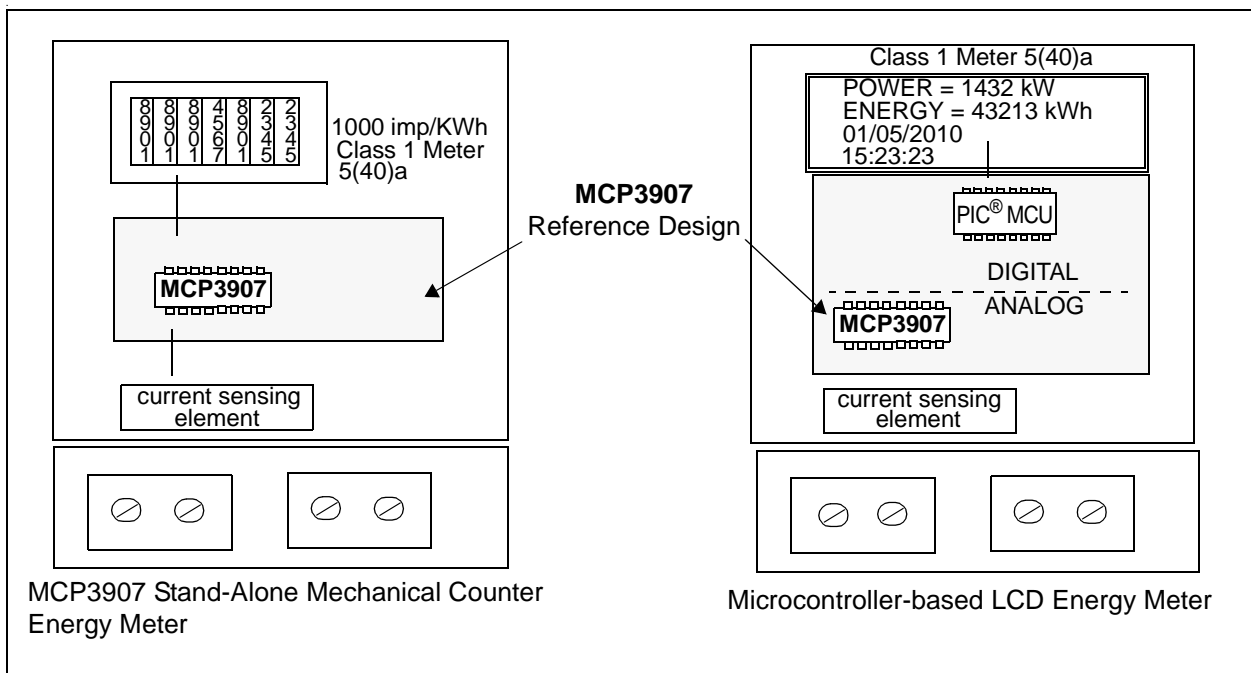 8 8 8 4 8 2 2
9 9 9 5 9 3 3
0 0 0 6 0 4 4
1 1 1 7 1 5 5
1000 imp/KWh
Class 1 Meter
5(40)a
MCP3907
current sensing
element
MCP3907 Stand-Alone Mechanical Counter
Energy Meter
MCP3907
Reference Design
Class 1 Meter 5(40)a
POWER = 1432 kW
ENERGY = 43213 kWh
01/05/2010
15:23:23
PIC® MCU
DIGITAL
ANALOG
MCP3907
current sensing
element
Microcontroller-based LCD Energy Meter